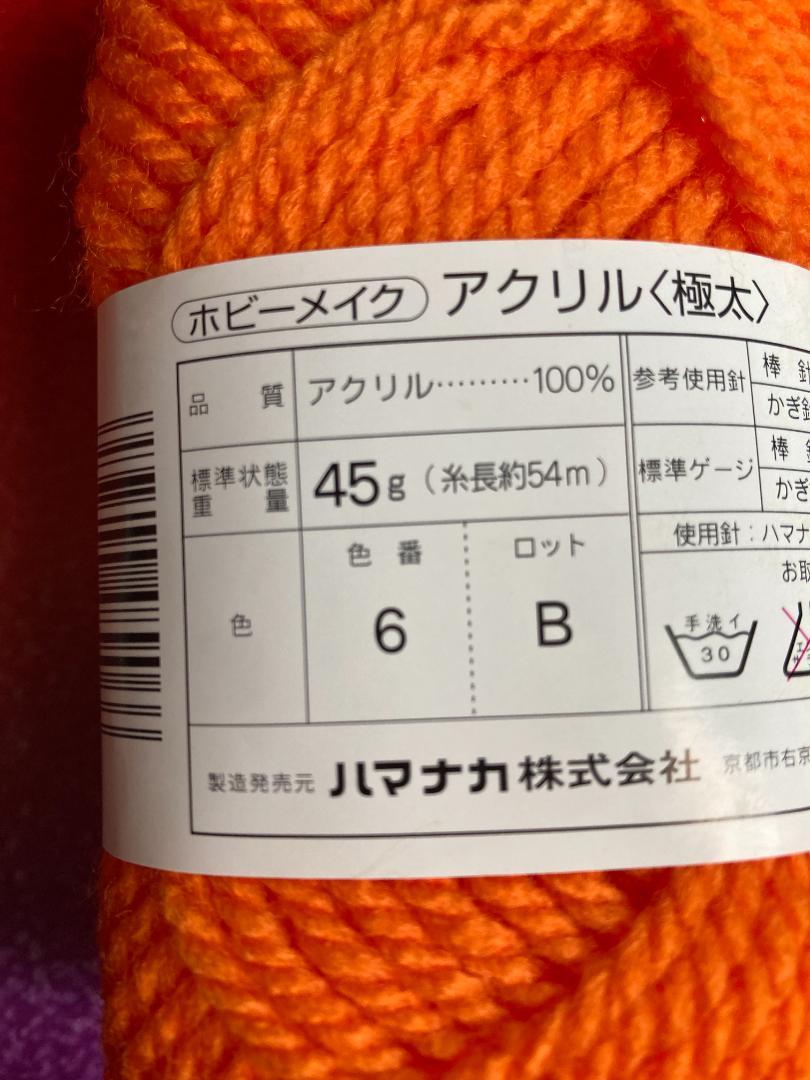 ホビーメイク アクリル〈極太〉
品質 アクリル………100%
標準状態重量 45g（糸長約54m）
色 色番 ロット
6 B
参考使用針 棒針
かぎ針
標準ゲージ 棒針
かぎ
使用針：ハマナ
お取
手洗イ
30
製造発売元 ハマナカ株式会社 京都市右京